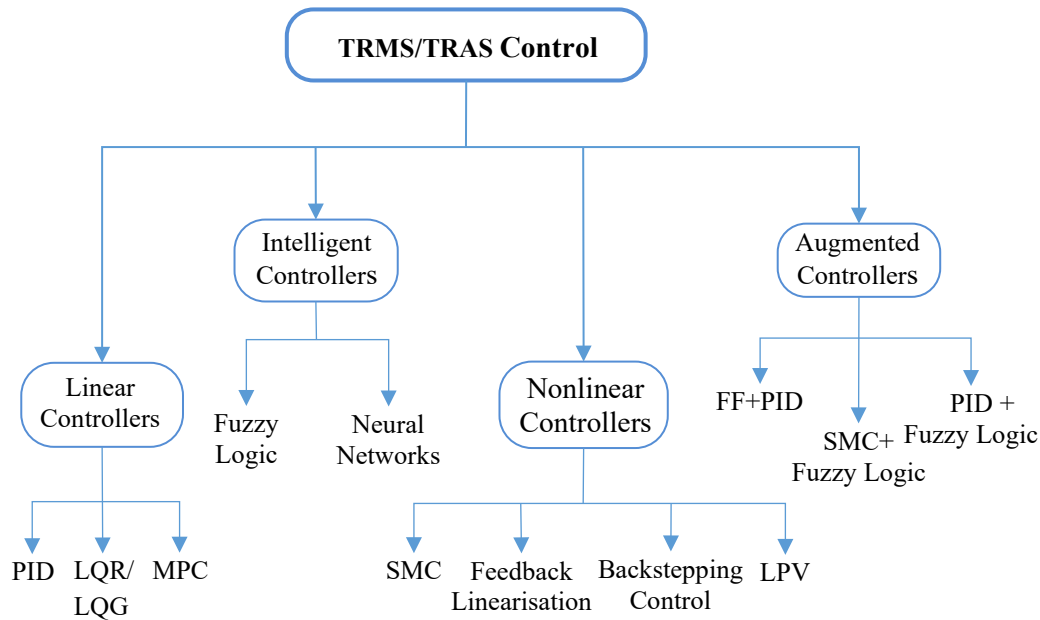 TRMS/TRAS Control
Intelligent
Controllers
Augmented
Controllers
Linear
Controllers
Nonlinear
Controllers
Fuzzy
Logic
Neural
Networks
FF+PID
SMC+
Fuzzy Logic
PID +
Fuzzy Logic
PID
LQR/
LQG
MPC
SMC
Feedback
Linearisation
Backstepping
Control
LPV